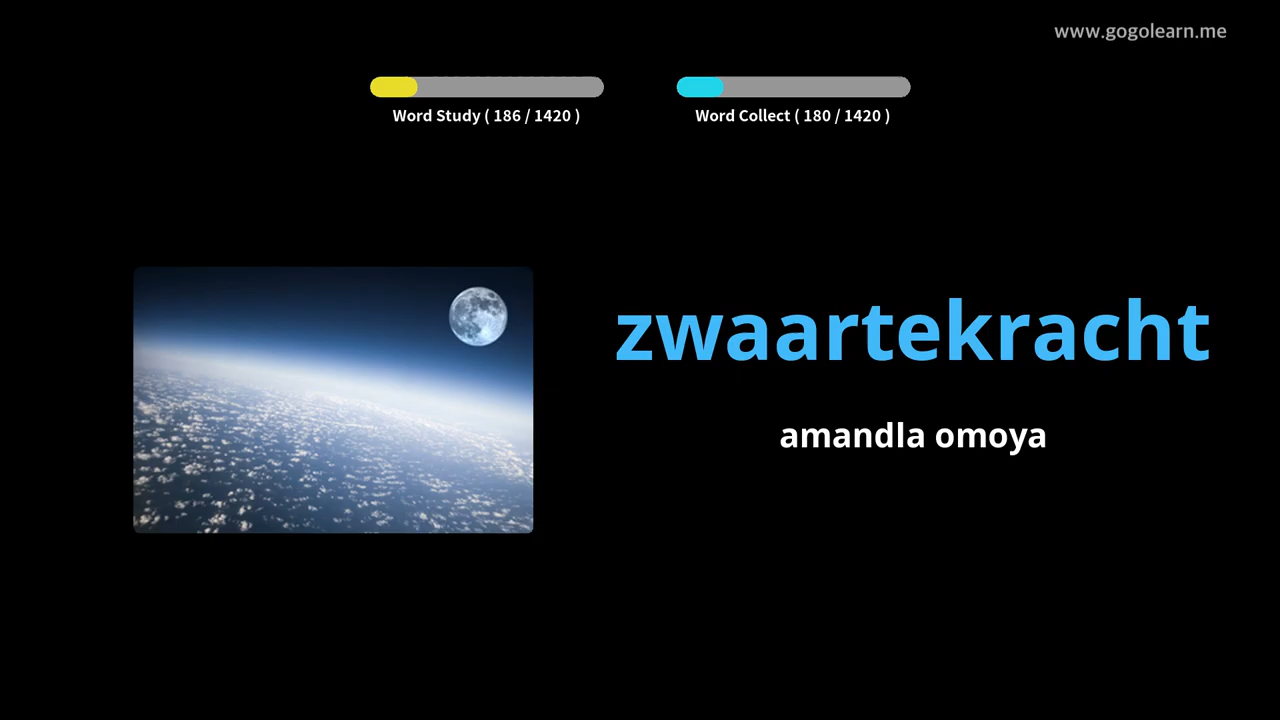 www.gogolearn.me
Word Study ( 186 / 1420 )
Word Collect ( 180 / 1420 )
zwaartekracht
amandla omoya